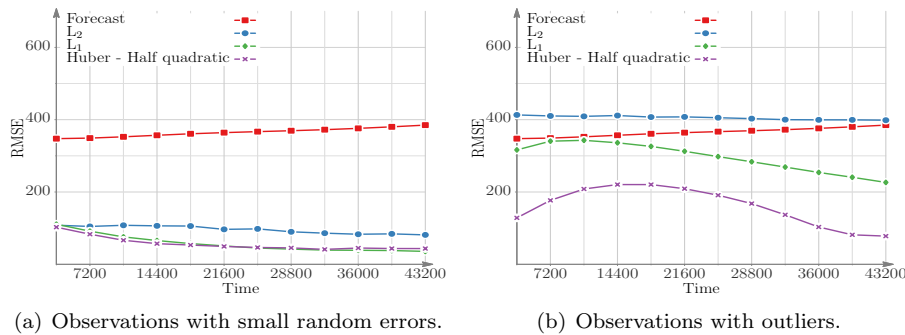 Forecast
L2
L1
Huber - Half quadratic
600
400
200
RMSE
7200 14400 21600 28800 36000 43200
Time
(a) Observations with small random errors.
Forecast
L2
L1
Huber - Half quadratic
600
400
200
RMSE
7200 14400 21600 28800 36000 43200
Time
(b) Observations with outliers.